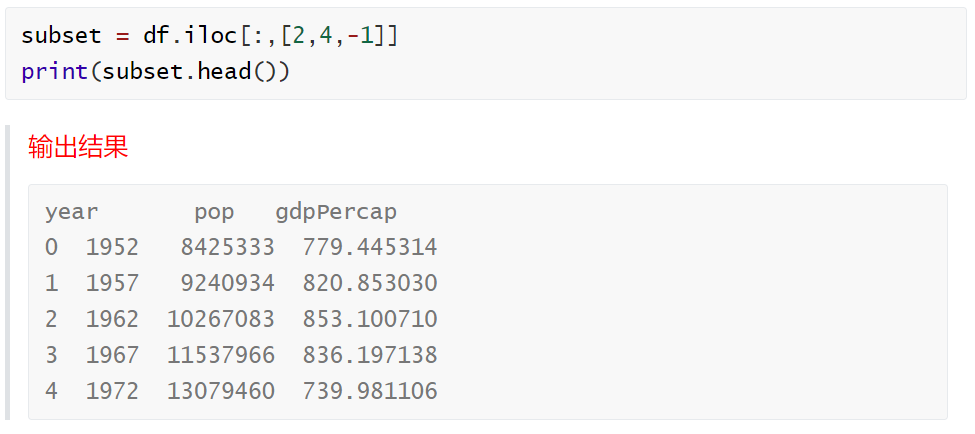 subset = df.iloc[:,[2,4,-1]]
print(subset.head())
输出结果
year       pop   gdpPercap
0  1952   8425333  779.445314
1  1957   9240934  820.853030
2  1962  10267083  853.100710
3  1967  11537966  836.197138
4  1972  13079460  739.981106